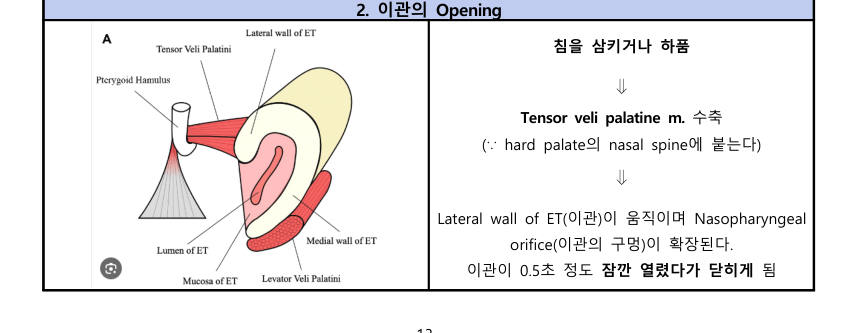 2. 이관의 Opening
A
Lateral wall of ET
Tensor Veli Palatini
Pterygoid Hamulus
Lumen of ET
Medial wall of ET
Mucosa of ET
Levator Veli Palatini
침을 삼키거나 하품
⇓
Tensor veli palatine m. 수축
(∵ hard palate의 nasal spine에 붙는다)
⇓
Lateral wall of ET(이관)이 움직이며 Nasopharyngeal
orifice(이관의 구멍)이 확장된다.
이관이 0.5초 정도 잠깐 열렸다가 닫히게 됨